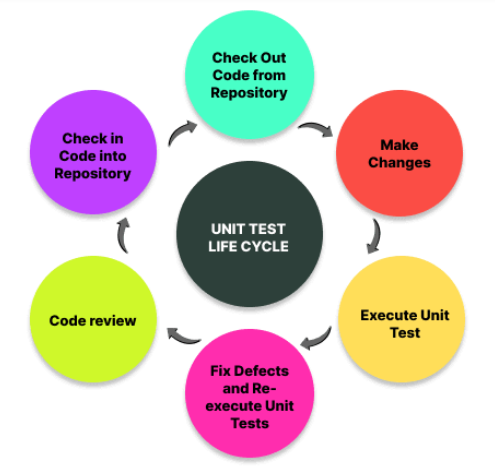 Check Out
Code from
Repository
Make
Changes
Execute Unit
Test
Fix Defects
and Re-
execute Unit
Tests
Code review
Check in
Code into
Repository
UNIT TEST
LIFE CYCLE